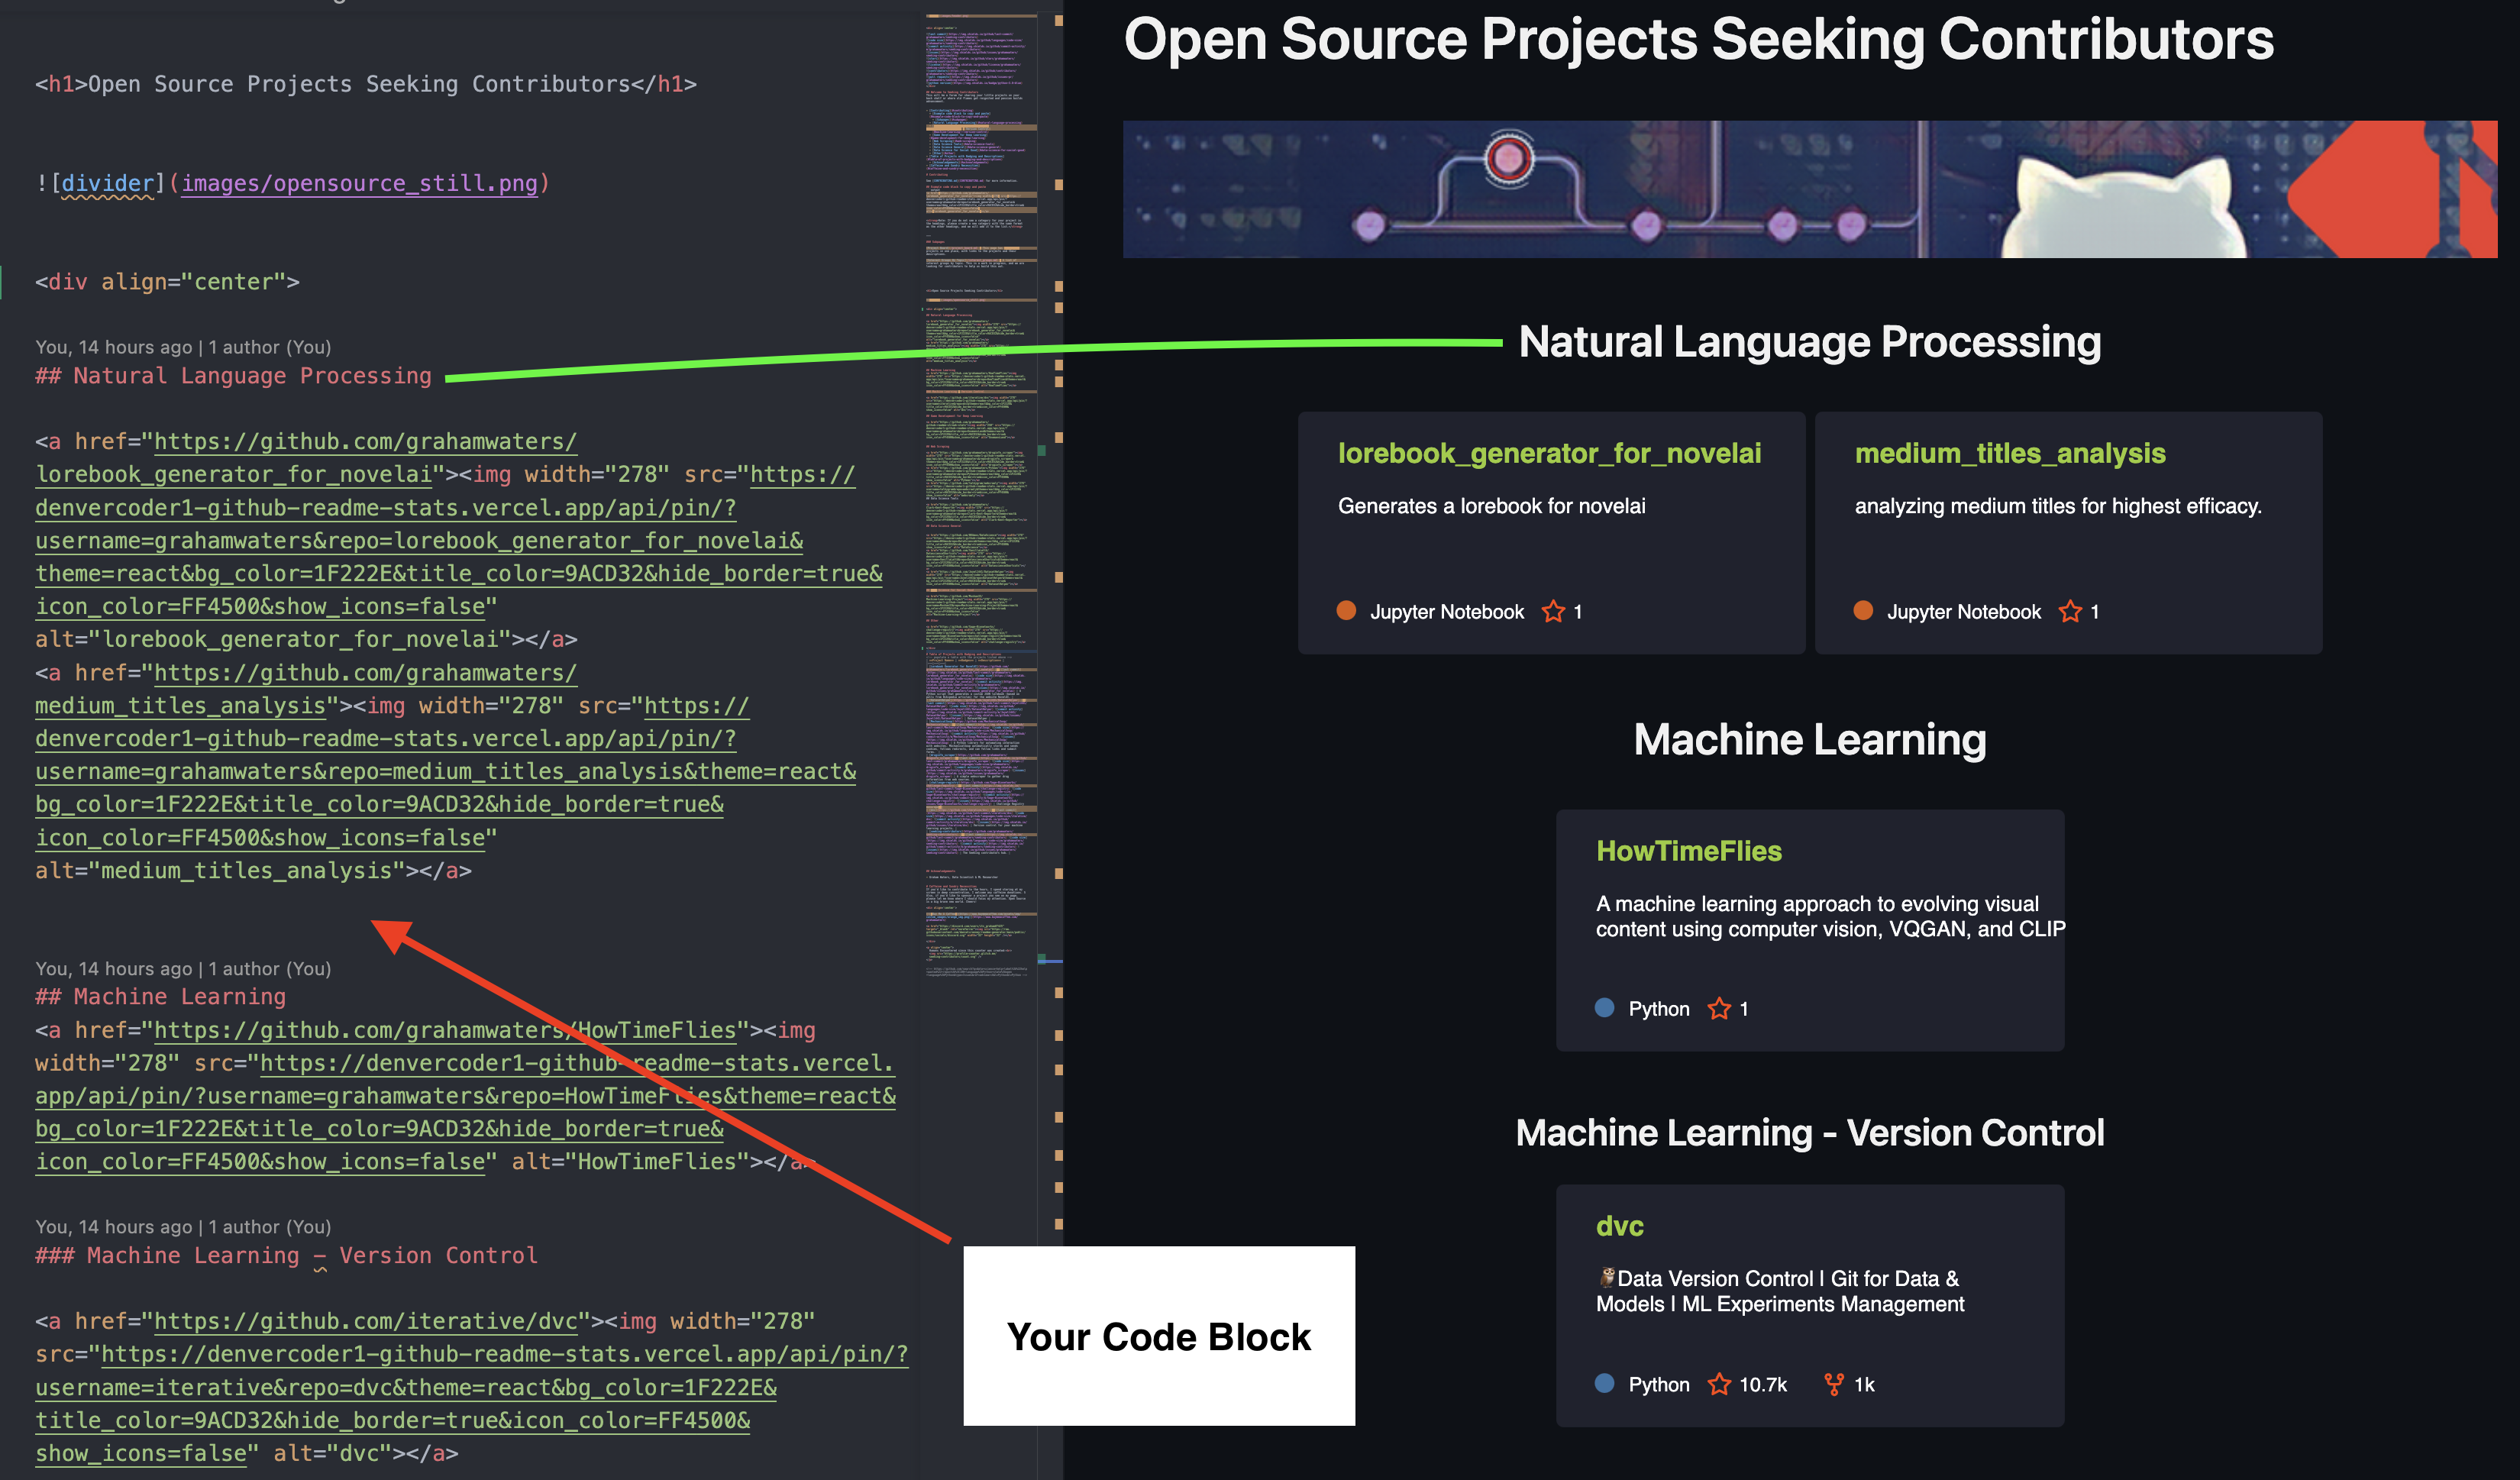 <h1>Open Source Projects Seeking Contributors</h1>
![divider](images/opensource_still.png)
<div align="center">
You, 14 hours ago | 1 author (You)
## Natural Language Processing
<a href="https://github.com/grahamwaters/
lorebook_generator_for_novelai"><img width="278" src="https://
denvercoder1-github-readme-stats.vercel.app/api/pin/?
username=grahamwaters&repo=lorebook_generator_for_novelai&
theme=react&bg_color=1F222E&title_color=9ACD32&hide_border=true&
icon_color=FF4500&show_icons=false"
alt="lorebook_generator_for_novelai"></a>
<a href="https://github.com/grahamwaters/
medium_titles_analysis"><img width="278" src="https://
denvercoder1-github-readme-stats.vercel.app/api/pin/?
username=grahamwaters&repo=medium_titles_analysis&theme=react&
bg_color=1F222E&title_color=9ACD32&hide_border=true&
icon_color=FF4500&show_icons=false"
alt="medium_titles_analysis"></a>
You, 14 hours ago | 1 author (You)
## Machine Learning
<a href="https://github.com/grahamwaters/HowTimeFlies"><img
width="278" src="https://denvercoder1-github-readme-stats.vercel.
app/api/pin/?username=grahamwaters&repo=HowTimeFlies&theme=react&
bg_color=1F222E&title_color=9ACD32&hide_border=true&
icon_color=FF4500&show_icons=false" alt="HowTimeFlies"></a>
You, 14 hours ago | 1 author (You)
### Machine Learning – Version Control
<a href="https://github.com/iterative/dvc"><img width="278"
src="https://denvercoder1-github-readme-stats.vercel.app/api/pin/?
username=iterative&repo=dvc&theme=react&bg_color=1F222E&
title_color=9ACD32&hide_border=true&icon_color=FF4500&
show_icons=false" alt="dvc"></a>
Your Code Block
Open Source Projects Seeking Contributors
Natural Language Processing
lorebook_generator_for_novelai
Generates a lorebook for novelai
Jupyter Notebook 1
medium_titles_analysis
analyzing medium titles for highest efficacy.
Jupyter Notebook 1
Machine Learning
HowTimeFlies
A machine learning approach to evolving visual
content using computer vision, VQGAN, and CLIP
Python 1
Machine Learning – Version Control
dvc
🦉Data Version Control | Git for Data &
Models | ML Experiments Management
Python 10.7k 1k